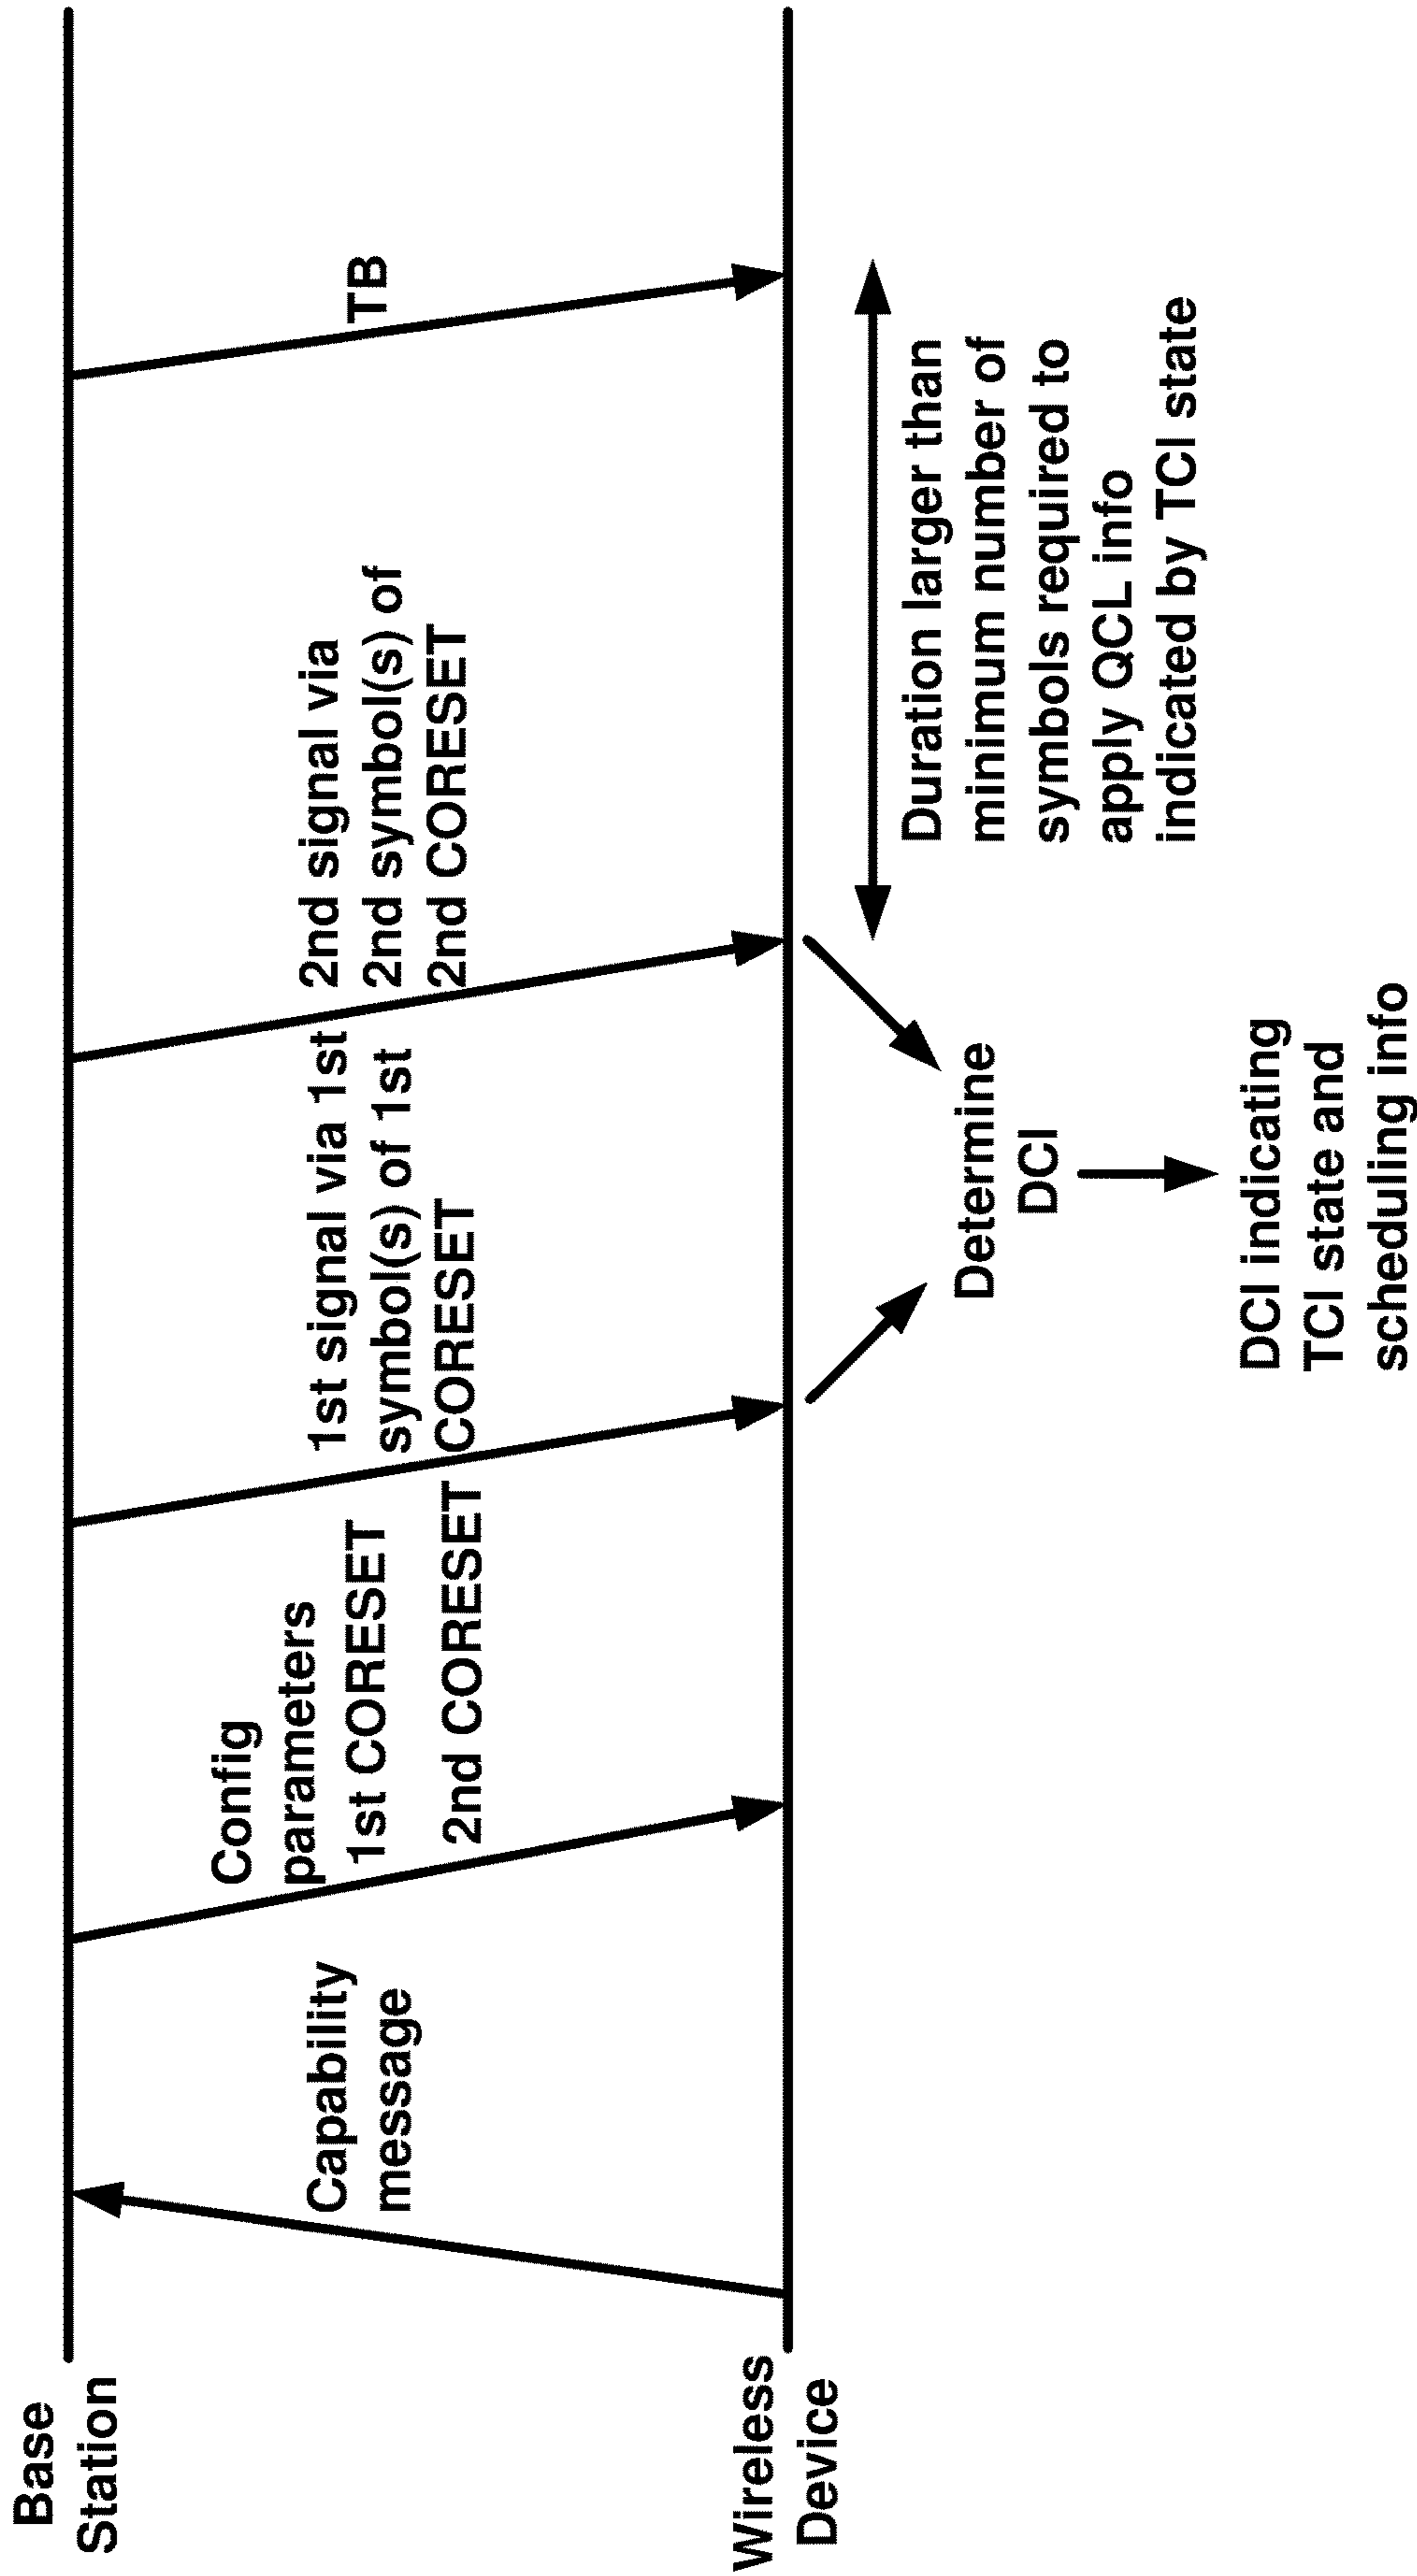 Base
Station
Wireless
Device
Capability
message
Config
parameters
1st CORESET
2nd CORESET
1st signal via 1st
symbol(s) of 1st
CORESET
2nd signal via
2nd symbol(s) of
2nd CORESET
TB
Determine
DCI
DCI indicating
TCI state and
scheduling info
Duration larger than
minimum number of
symbols required to
apply QCL info
indicated by TCI state